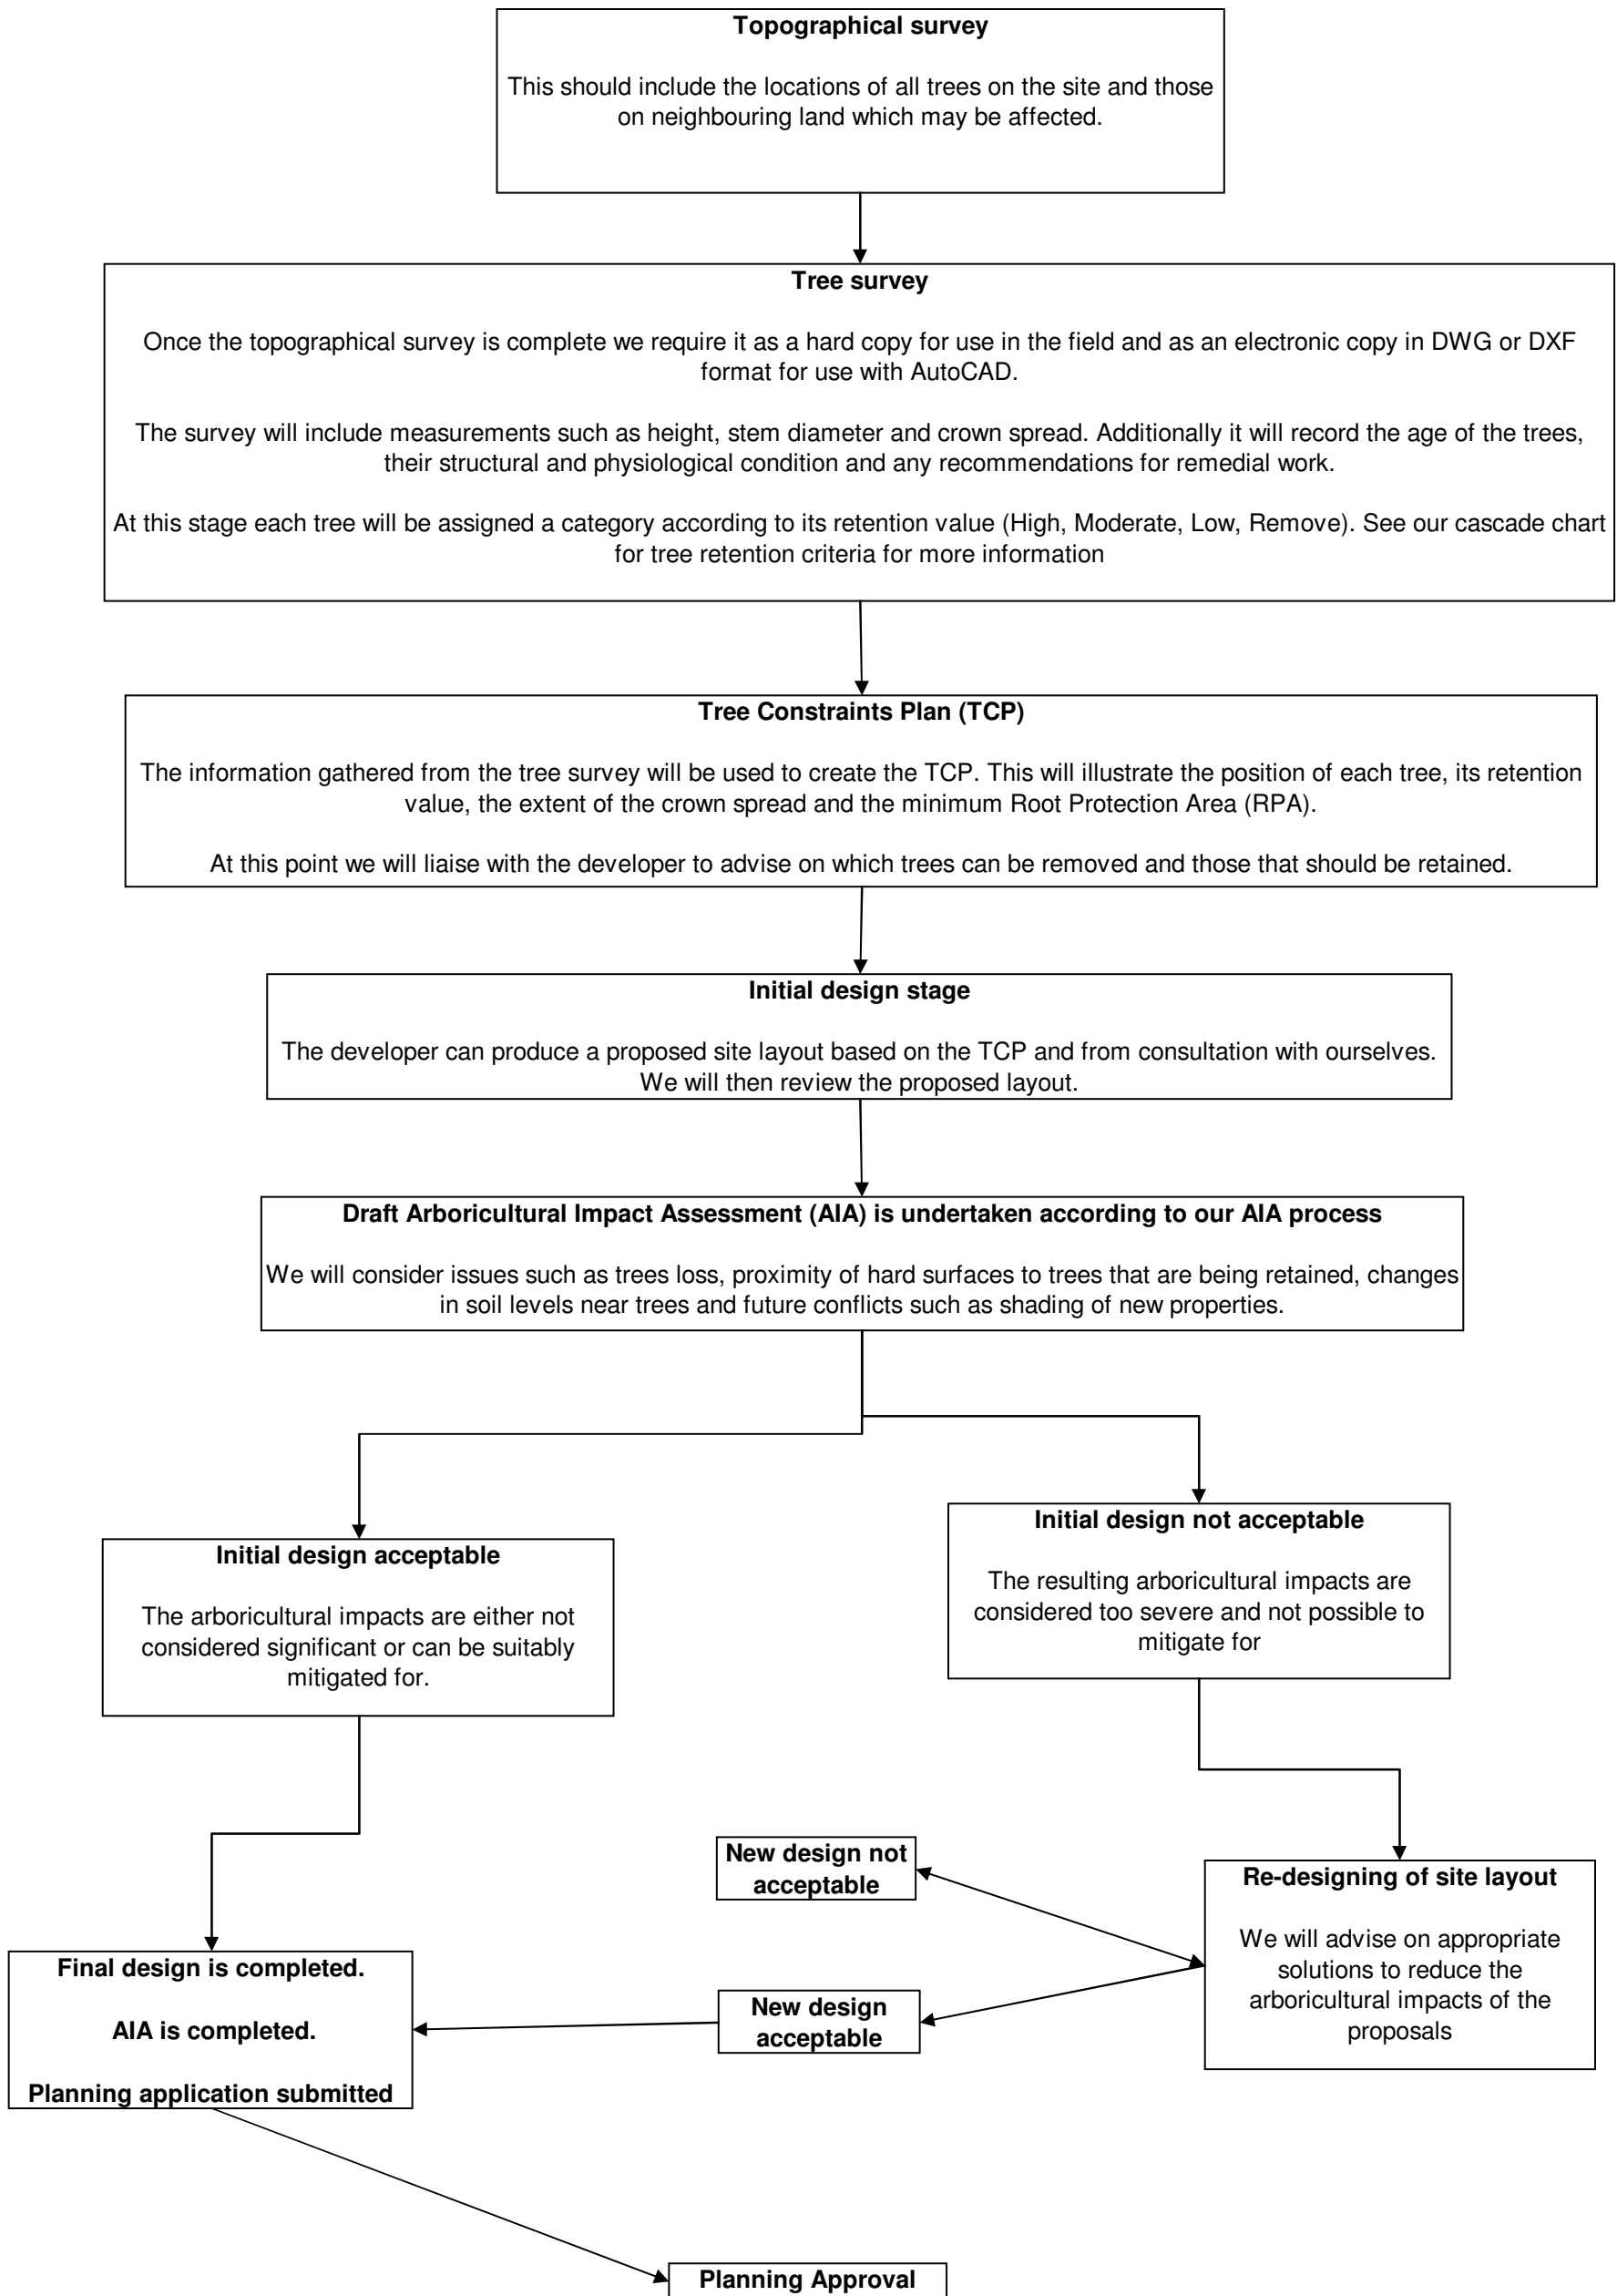 Topographical survey
This should include the locations of all trees on the site and those
on neighbouring land which may be affected.
Tree survey
Once the topographical survey is complete we require it as a hard copy for use in the field and as an electronic copy in DWG or DXF
format for use with AutoCAD.
The survey will include measurements such as height, stem diameter and crown spread. Additionally it will record the age of the trees,
their structural and physiological condition and any recommendations for remedial work.
At this stage each tree will be assigned a category according to its retention value (High, Moderate, Low, Remove). See our cascade chart
for tree retention criteria for more information
Tree Constraints Plan (TCP)
The information gathered from the tree survey will be used to create the TCP. This will illustrate the position of each tree, its retention
value, the extent of the crown spread and the minimum Root Protection Area (RPA).
At this point we will liaise with the developer to advise on which trees can be removed and those that should be retained.
Initial design stage
The developer can produce a proposed site layout based on the TCP and from consultation with ourselves.
We will then review the proposed layout.
Draft Arboricultural Impact Assessment (AIA) is undertaken according to our AIA process
We will consider issues such as trees loss, proximity of hard surfaces to trees that are being retained, changes
in soil levels near trees and future conflicts such as shading of new properties.
Initial design acceptable
The arboricultural impacts are either not
considered significant or can be suitably
mitigated for.
Initial design not acceptable
The resulting arboricultural impacts are
considered too severe and not possible to
mitigate for
New design not
acceptable
Re-designing of site layout
We will advise on appropriate
solutions to reduce the
arboricultural impacts of the
proposals
New design
acceptable
Final design is completed.
AIA is completed.
Planning application submitted
Planning Approval